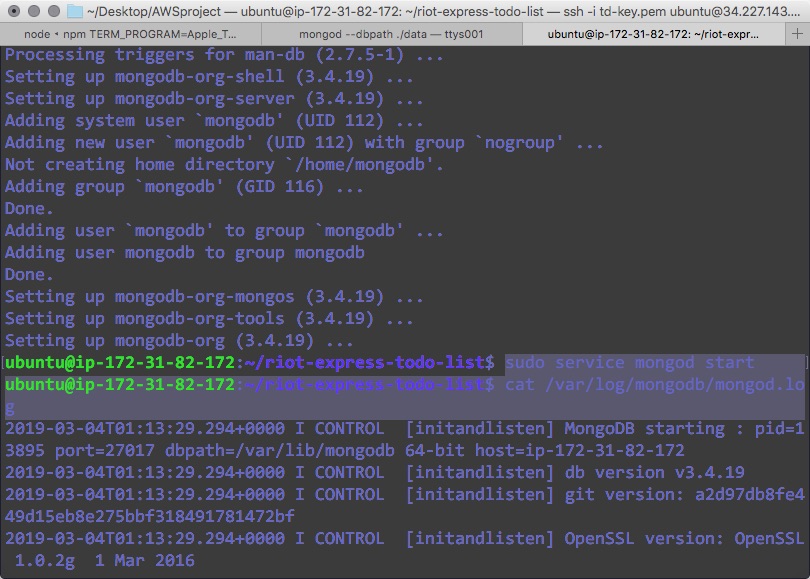 ~/Desktop/AWSproject — ubuntu@ip-172-31-82-172: ~/riot-express-todo-list — ssh -i td-key.pem ubuntu@34.227.143....
node ◂ npm TERM_PROGRAM=Apple_T... mongod --dbpath ./data — ttys001 ubuntu@ip-172-31-82-172: ~/riot-expr... +
Processing triggers for man-db (2.7.5-1) ...
Setting up mongodb-org-shell (3.4.19) ...
Setting up mongodb-org-server (3.4.19) ...
Adding system user `mongodb' (UID 112) ...
Adding new user `mongodb' (UID 112) with group `nogroup' ...
Not creating home directory `/home/mongodb'.
Adding group `mongodb' (GID 116) ...
Done.
Adding user `mongodb' to group `mongodb' ...
Adding user mongodb to group mongodb
Done.
Setting up mongodb-org-mongos (3.4.19) ...
Setting up mongodb-org-tools (3.4.19) ...
Setting up mongodb-org (3.4.19) ...
[ubuntu@ip-172-31-82-172:~/riot-express-todo-list$ sudo service mongod start ]
ubuntu@ip-172-31-82-172:~/riot-express-todo-list$ cat /var/log/mongodb/mongod.lo
g
2019-03-04T01:13:29.294+0000 I CONTROL  [initandlisten] MongoDB starting : pid=1
3895 port=27017 dbpath=/var/lib/mongodb 64-bit host=ip-172-31-82-172
2019-03-04T01:13:29.294+0000 I CONTROL  [initandlisten] db version v3.4.19
2019-03-04T01:13:29.294+0000 I CONTROL  [initandlisten] git version: a2d97db8fe4
49d15eb8e275bbf318491781472bf
2019-03-04T01:13:29.294+0000 I CONTROL  [initandlisten] OpenSSL version: OpenSSL
1.0.2g  1 Mar 2016